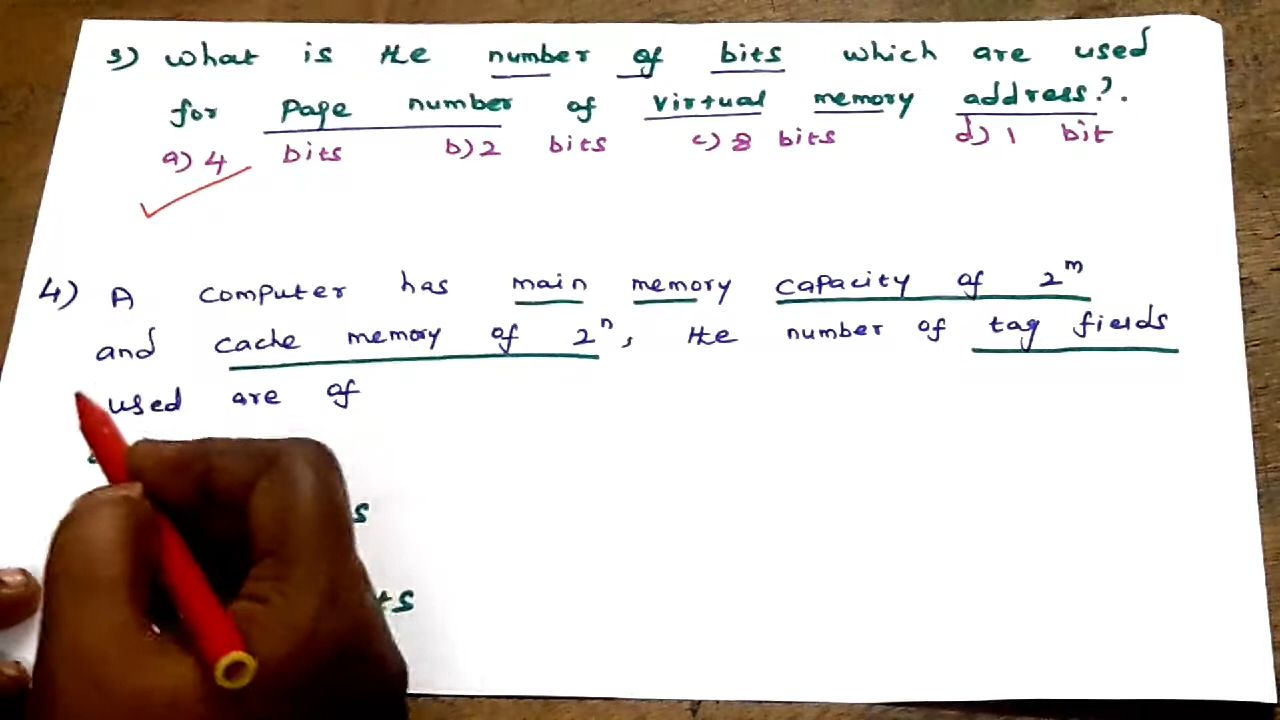 3) What is the number of bits which are used
for page number of virtual memory address?.
a) 4 bits b) 2 bits c) 8 bits d) 1 bit
4) A computer has main memory capacity of 2^m
and cache memory of 2^n, the number of tag fields
used are of